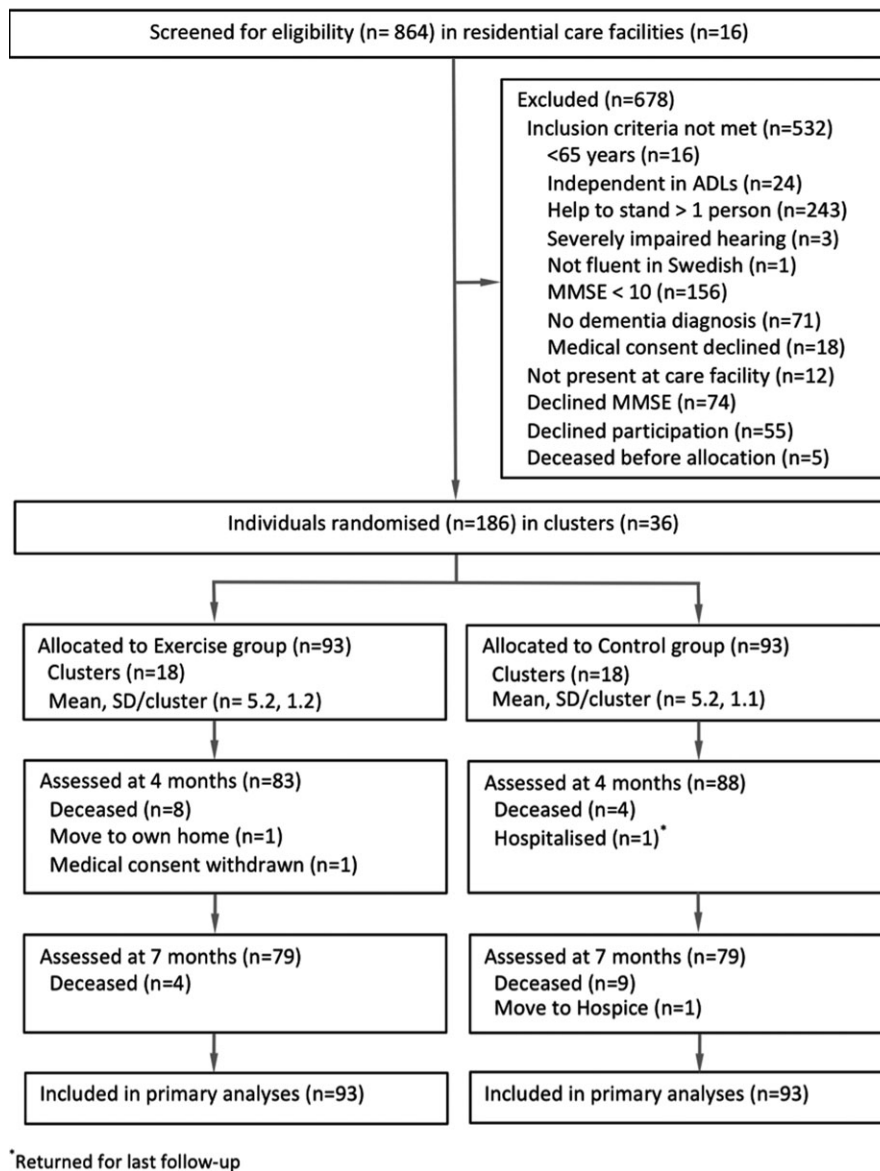 Screened for eligibility (n= 864) in residential care facilities (n=16)
Excluded (n=678)
Inclusion criteria not met (n=532)
<65 years (n=16)
Independent in ADLs (n=24)
Help to stand > 1 person (n=243)
Severely impaired hearing (n=3)
Not fluent in Swedish (n=1)
MMSE < 10 (n=156)
No dementia diagnosis (n=71)
Medical consent declined (n=18)
Not present at care facility (n=12)
Declined MMSE (n=74)
Declined participation (n=55)
Deceased before allocation (n=5)
Individuals randomised (n=186) in clusters (n=36)
Allocated to Exercise group (n=93)
Clusters (n=18)
Mean, SD/cluster (n= 5.2, 1.2)
Allocated to Control group (n=93)
Clusters (n=18)
Mean, SD/cluster (n= 5.2, 1.1)
Assessed at 4 months (n=83)
Deceased (n=8)
Move to own home (n=1)
Medical consent withdrawn (n=1)
Assessed at 4 months (n=88)
Deceased (n=4)
Hospitalised (n=1)*
Assessed at 7 months (n=79)
Deceased (n=4)
Assessed at 7 months (n=79)
Deceased (n=9)
Move to Hospice (n=1)
Included in primary analyses (n=93)
Included in primary analyses (n=93)
*Returned for last follow-up